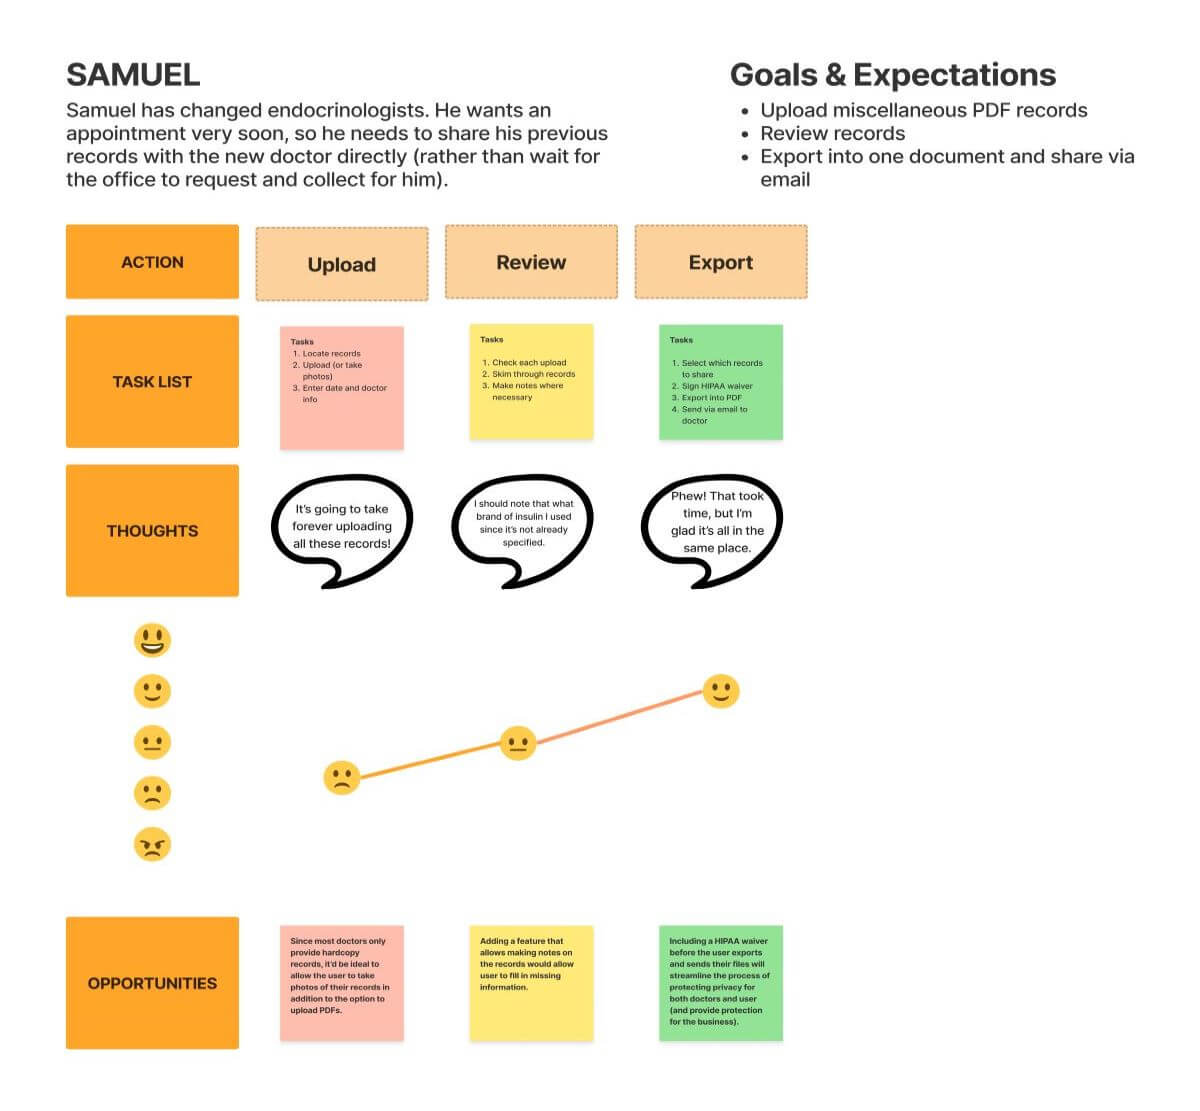 SAMUEL
Samuel has changed endocrinologists. He wants an
appointment very soon, so he needs to share his previous
records with the new doctor directly (rather than wait for
the office to request and collect for him).
Goals & Expectations
• Upload miscellaneous PDF records
• Review records
• Export into one document and share via
email
ACTION
Upload
Review
Export
TASK LIST
Tasks
1. Locate records
2. Upload (or take
photos)
3. Enter date and doctor
info
Tasks
1. Check each upload
2. Skim through records
3. Make notes where
necessary
Tasks
1. Select which records
to share
2. Sign HIPAA waiver
3. Export into PDF
4. Send via email to
doctor
THOUGHTS
It's going to take
forever uploading
all these records!
I should note that what
brand of insulin I used
since it's not already
specified.
Phew! That took
time, but I'm
glad it's all in the
same place.
OPPORTUNITIES
Since most doctors only
provide hardcopy
records, it'd be ideal to
allow the user to take
photos of their records in
addition to the option to
upload PDFs.
Adding a feature that
allows making notes on
the records would allow
user to fill in missing
information.
Including a HIPAA waiver
before the user exports
and sends their files will
streamline the process of
protecting privacy for
both doctors and user
(and provide protection
for the business).